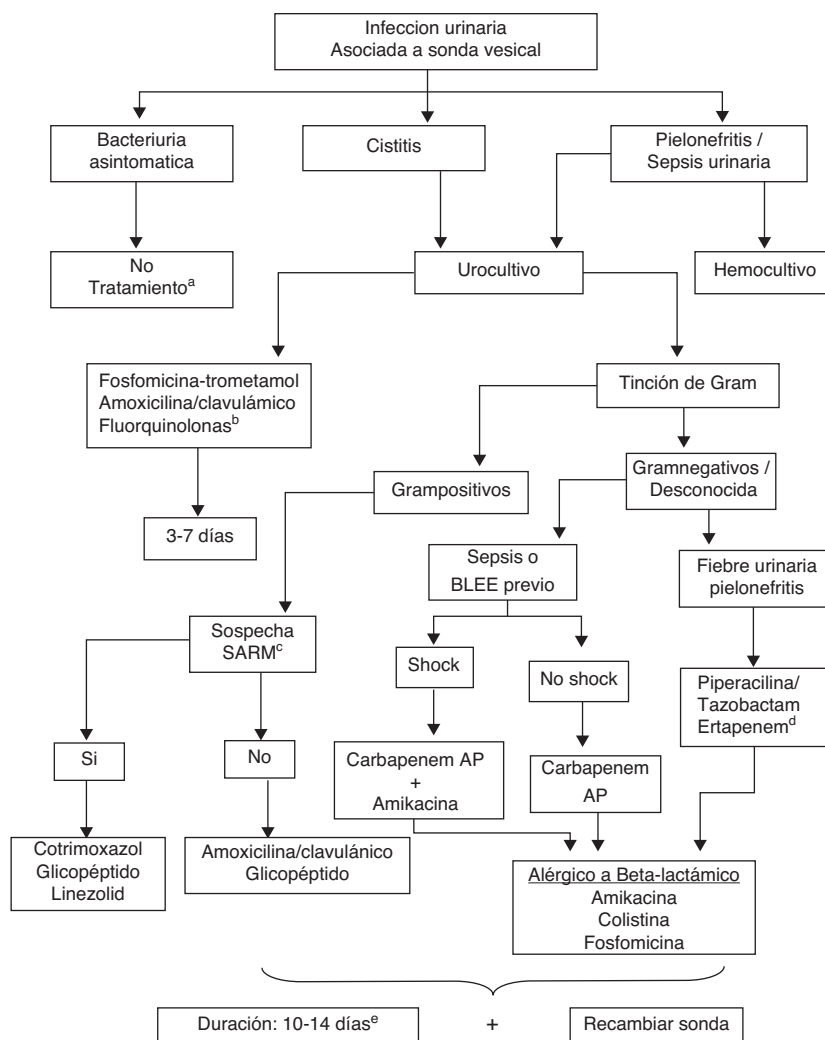 Infeccion urinaria
Asociada a sonda vesical
Bacteriuria
asintomatica
Cistitis
Pielonefritis /
Sepsis urinaria
No
Tratamiento^a
Urocultivo
Hemocultivo
Fosfomicina-trometamol
Amoxicilina/clavulámico
Fluorquinolonas^b
Tinción de Gram
3-7 días
Grampositivos
Gramnegativos /
Desconocida
Sepsis o
BLEE previo
Fiebre urinaria
pielonefritis
Sospecha
SARM^c
Shock
No shock
Piperacilina/
Tazobactam
Ertapenem^d
Si
No
Carbapenem AP
+
Amikacina
Carbapenem
AP
Cotrimoxazol
Glicopéptido
Linezolid
Amoxicilina/clavulánico
Glicopéptido
Alérgico a Beta-lactámico
Amikacina
Colistina
Fosfomicina
Duración: 10-14 días^e
+
Recambiar sonda